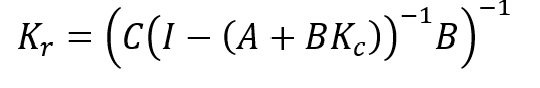 K_r = (C(I − (A + BK_c))^{−1}B)^{−1}